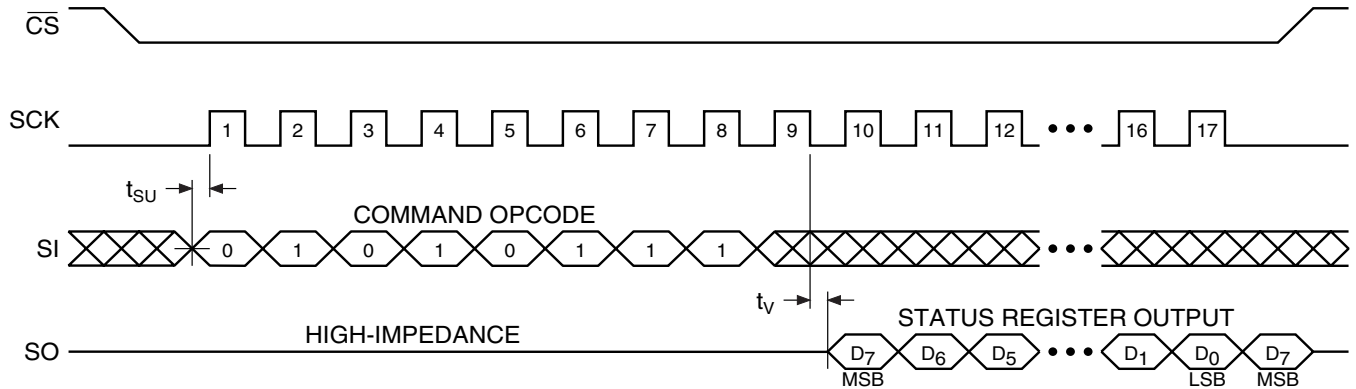 CS
SCK 1 2 3 4 5 6 7 8 9 10 11 12 ••• 16 17
tSU
COMMAND OPCODE
SI 0 1 0 1 0 1 1 1 •••
tV
HIGH-IMPEDANCE STATUS REGISTER OUTPUT
SO D7 D6 D5 ••• D1 D0 D7
MSB LSB MSB